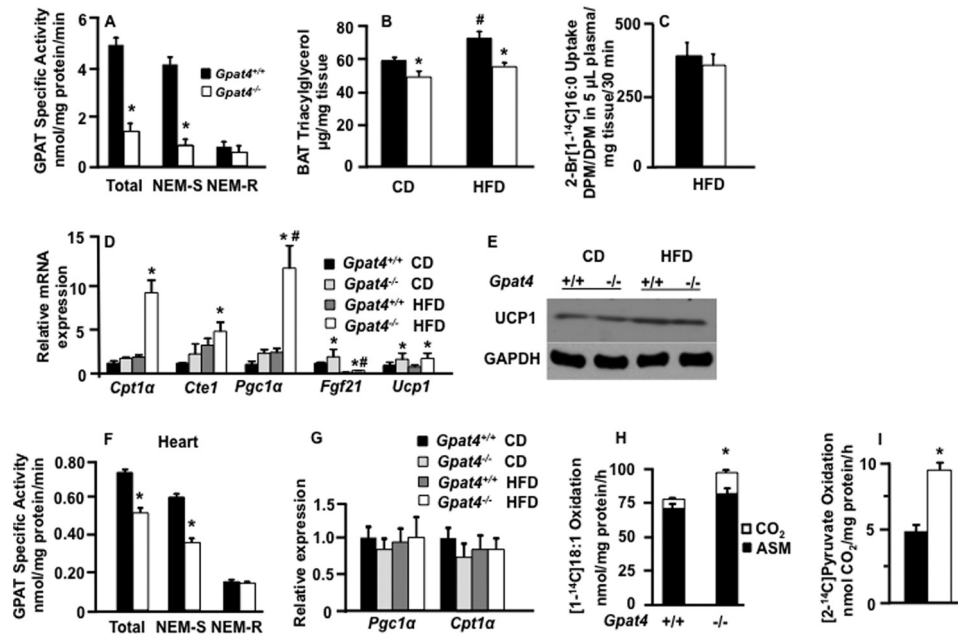 A
GPAT Specific Activity
nmol/mg protein/min
6
4
2
0
Gpat4+/+
Gpat4-/-
*
*
Total NEM-S NEM-R
B
BAT Triacylglycerol
µg/mg tissue
80
60
40
20
0
*
#
*
CD HFD
C
2-Br[1-14C]16:0 Uptake
DPM/DPM in 5 µL plasma/
mg tissue/30 min
500
250
0
HFD
D
Relative mRNA
expression
15
10
5
0
* * * # * *# * *
Gpat4+/+ CD
Gpat4-/- CD
Gpat4+/+ HFD
Gpat4-/- HFD
Cpt1α Cte1 Pgc1α Fgf21 Ucp1
E
CD HFD
Gpat4 +/+ -/- +/+ -/-
UCP1
GAPDH
F Heart
GPAT Specific Activity
nmol/mg protein/min
0.80
0.60
0.40
0.20
0
*
*
Total NEM-S NEM-R
G
Relative expression
1.5
1.0
0.5
0
Gpat4+/+ CD
Gpat4-/- CD
Gpat4+/+ HFD
Gpat4-/- HFD
Pgc1α Cpt1α
H
[1-14C]18:1 Oxidation
nmol/mg protein/h
100
75
50
25
0
*
CO2
ASM
Gpat4 +/+ -/-
I
[2-14C]Pyruvate Oxidation
nmol CO2/mg protein/h
10
5
0
*